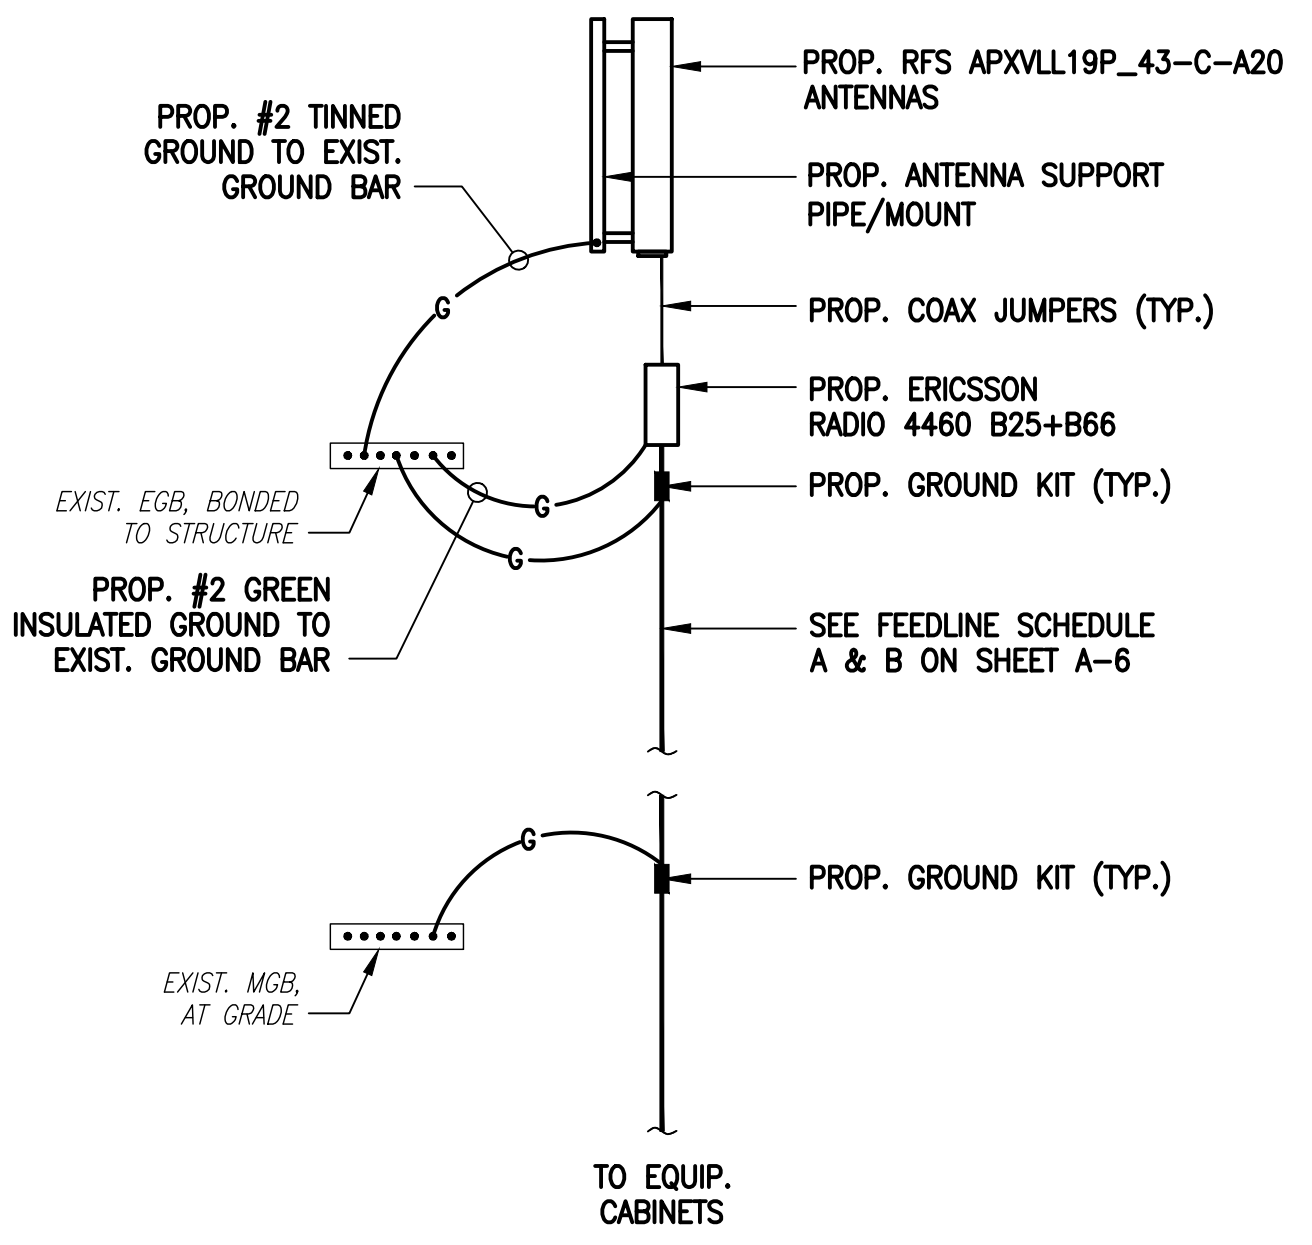 PROP. RFS APXVLL19P_43-C-A20
ANTENNAS
PROP. #2 TINNED
GROUND TO EXIST.
GROUND BAR
PROP. ANTENNA SUPPORT
PIPE/MOUNT
G
PROP. COAX JUMPERS (TYP.)
PROP. ERICSSON
RADIO 4460 B25+B66
EXIST. EGB, BONDED
TO STRUCTURE
G
PROP. GROUND KIT (TYP.)
G
PROP. #2 GREEN
INSULATED GROUND TO
EXIST. GROUND BAR
SEE FEEDLINE SCHEDULE
A & B ON SHEET A-6
G
PROP. GROUND KIT (TYP.)
EXIST. MGB,
AT GRADE
TO EQUIP.
CABINETS